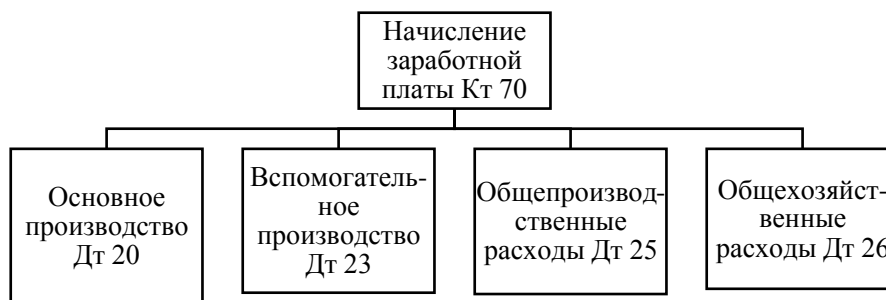 Начисление
заработной
платы Кт 70
Основное
производство
Дт 20
Вспомогатель-
ное
производство
Дт 23
Общепроизвод-
ственные
расходы Дт 25
Общехозяйст-
венные
расходы Дт 26